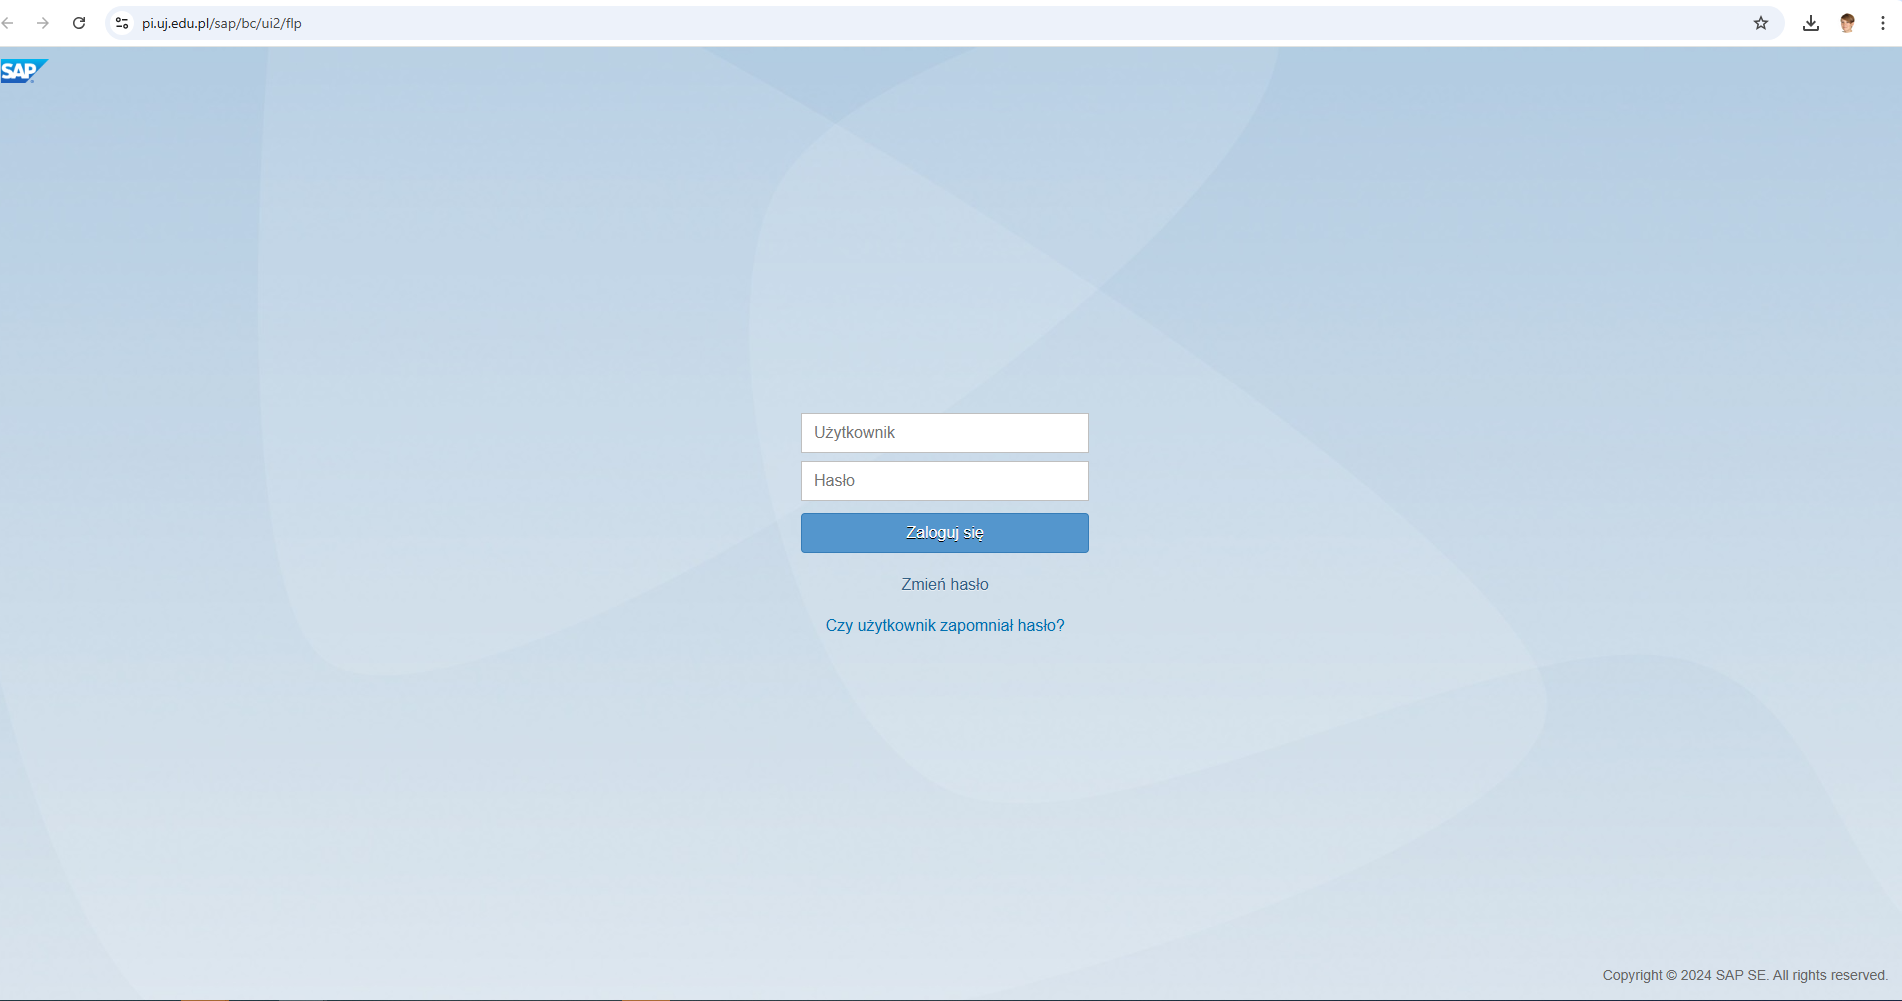 pi.uj.edu.pl/sap/bc/ui2/flp
SAP
Użytkownik
Hasło
Zaloguj się
Zmień hasło
Czy użytkownik zapomniał hasło?
Copyright © 2024 SAP SE. All rights reserved.